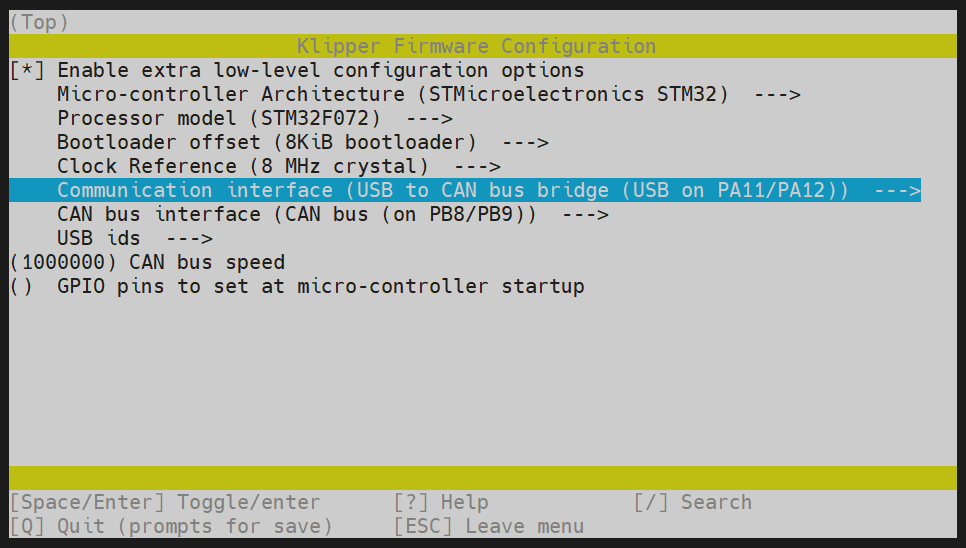 (Top)
Klipper Firmware Configuration
[*] Enable extra low-level configuration options
Micro-controller Architecture (STMicroelectronics STM32)  --->
Processor model (STM32F072)  --->
Bootloader offset (8KiB bootloader)  --->
Clock Reference (8 MHz crystal)  --->
Communication interface (USB to CAN bus bridge (USB on PA11/PA12))  --->
CAN bus interface (CAN bus (on PB8/PB9))  --->
USB ids  --->
(1000000) CAN bus speed
()  GPIO pins to set at micro-controller startup
[Space/Enter] Toggle/enter      [?] Help            [/] Search
[Q] Quit (prompts for save)     [ESC] Leave menu